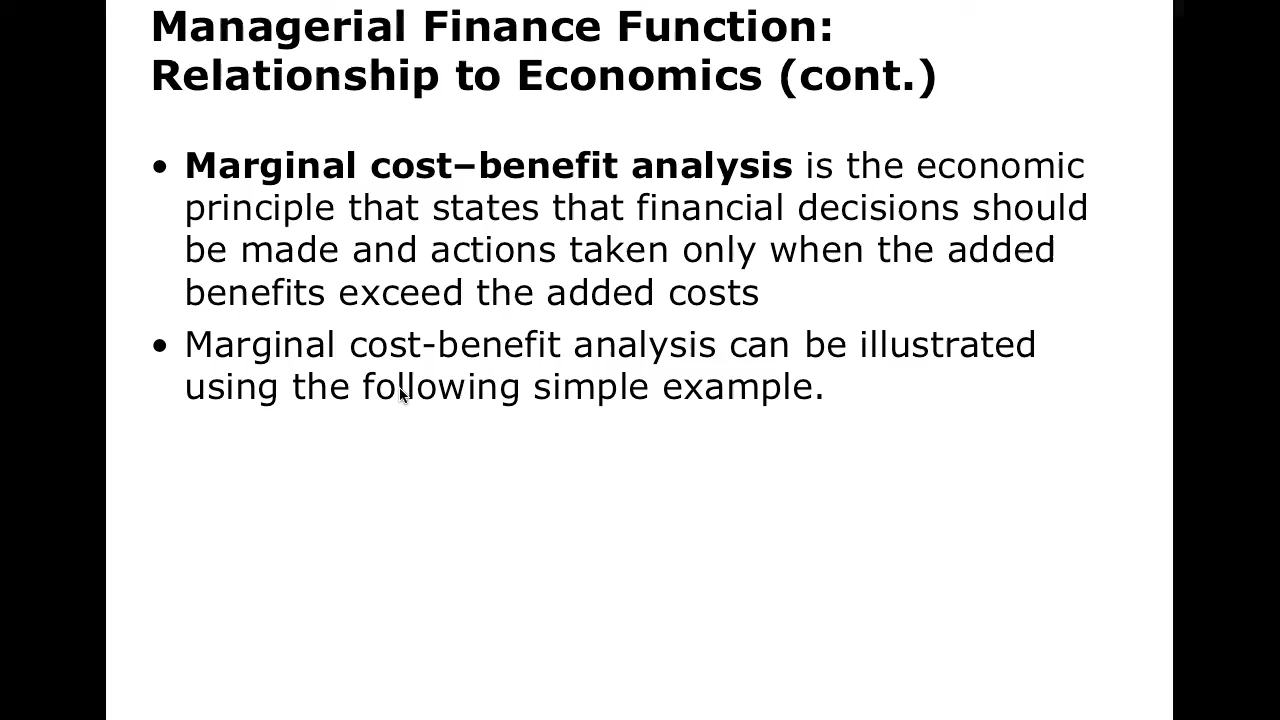 Managerial Finance Function:
Relationship to Economics (cont.)
• Marginal cost–benefit analysis is the economic
principle that states that financial decisions should
be made and actions taken only when the added
benefits exceed the added costs
• Marginal cost-benefit analysis can be illustrated
using the following simple example.